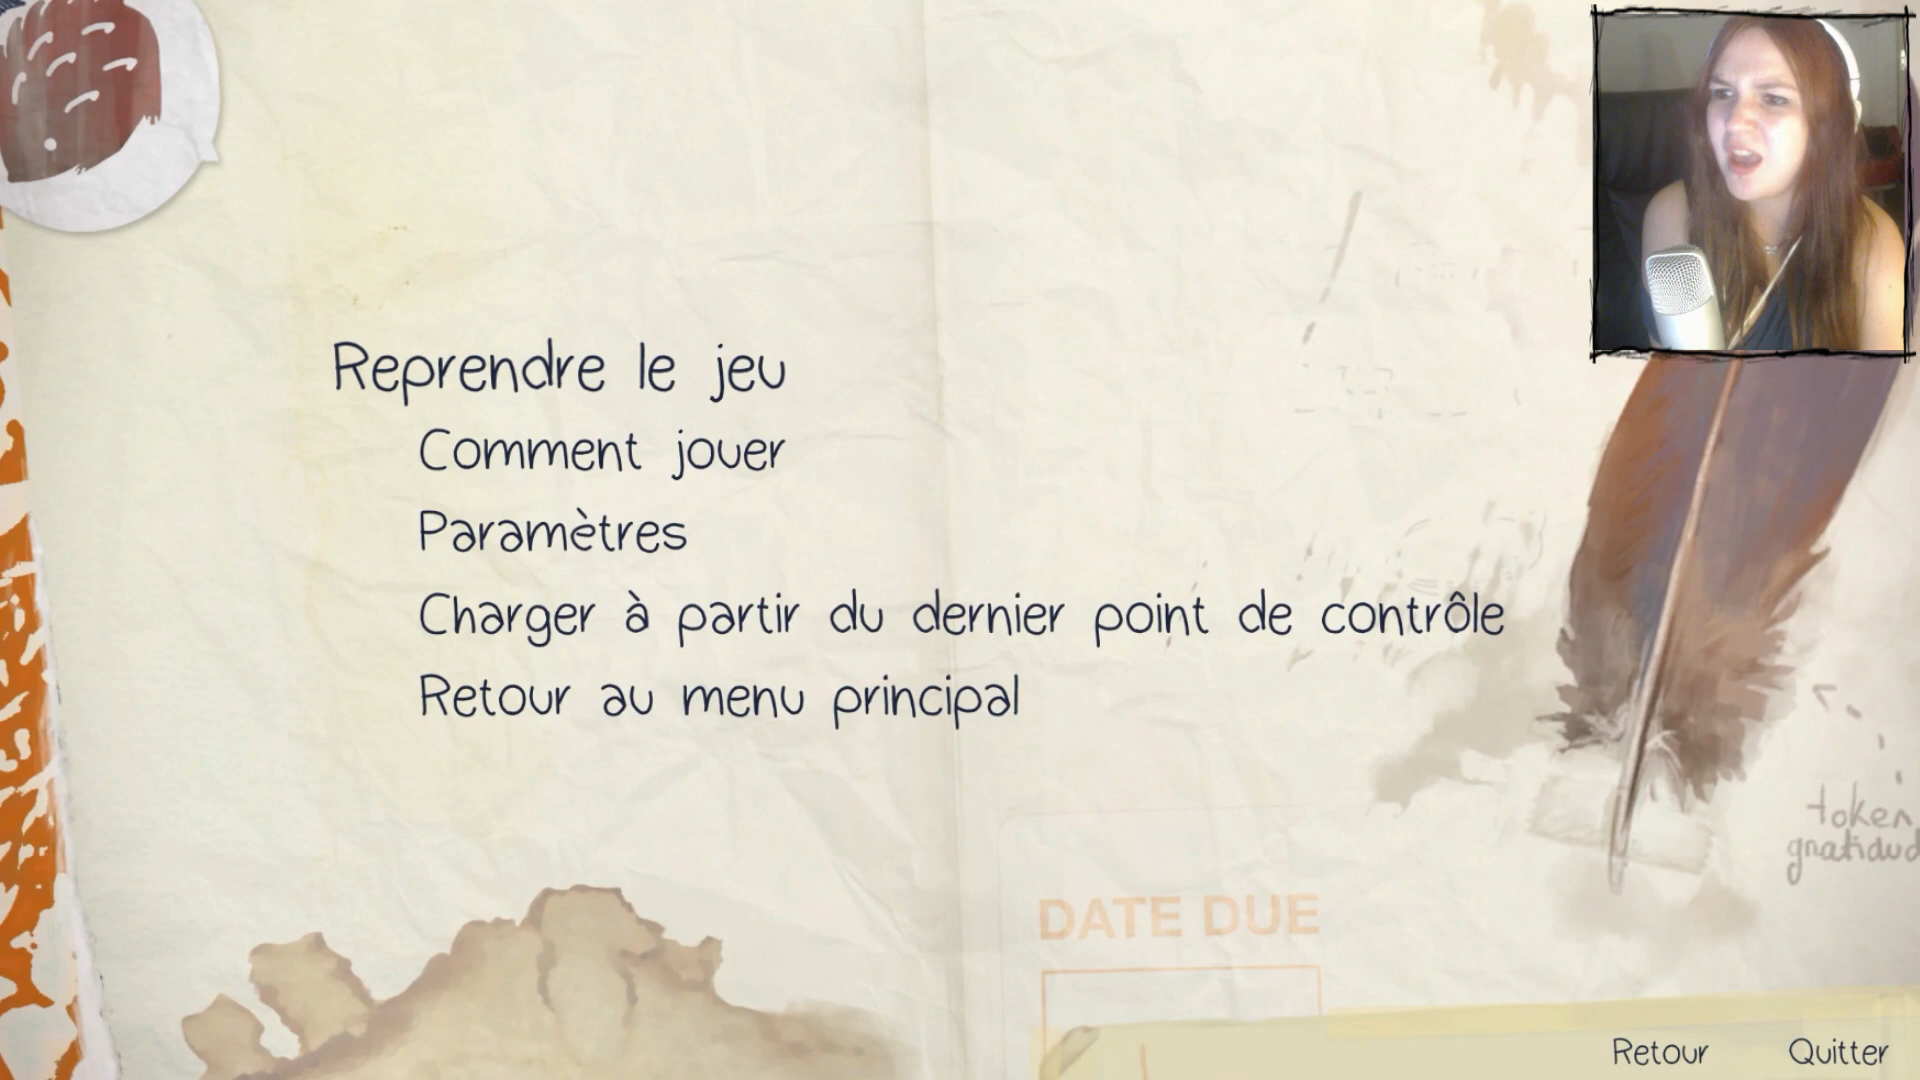 Reprendre le jeu
Comment jouer
Paramètres
Charger à partir du dernier point de contrôle
Retour au menu principal
token
DATE DUE
Retour Quitter